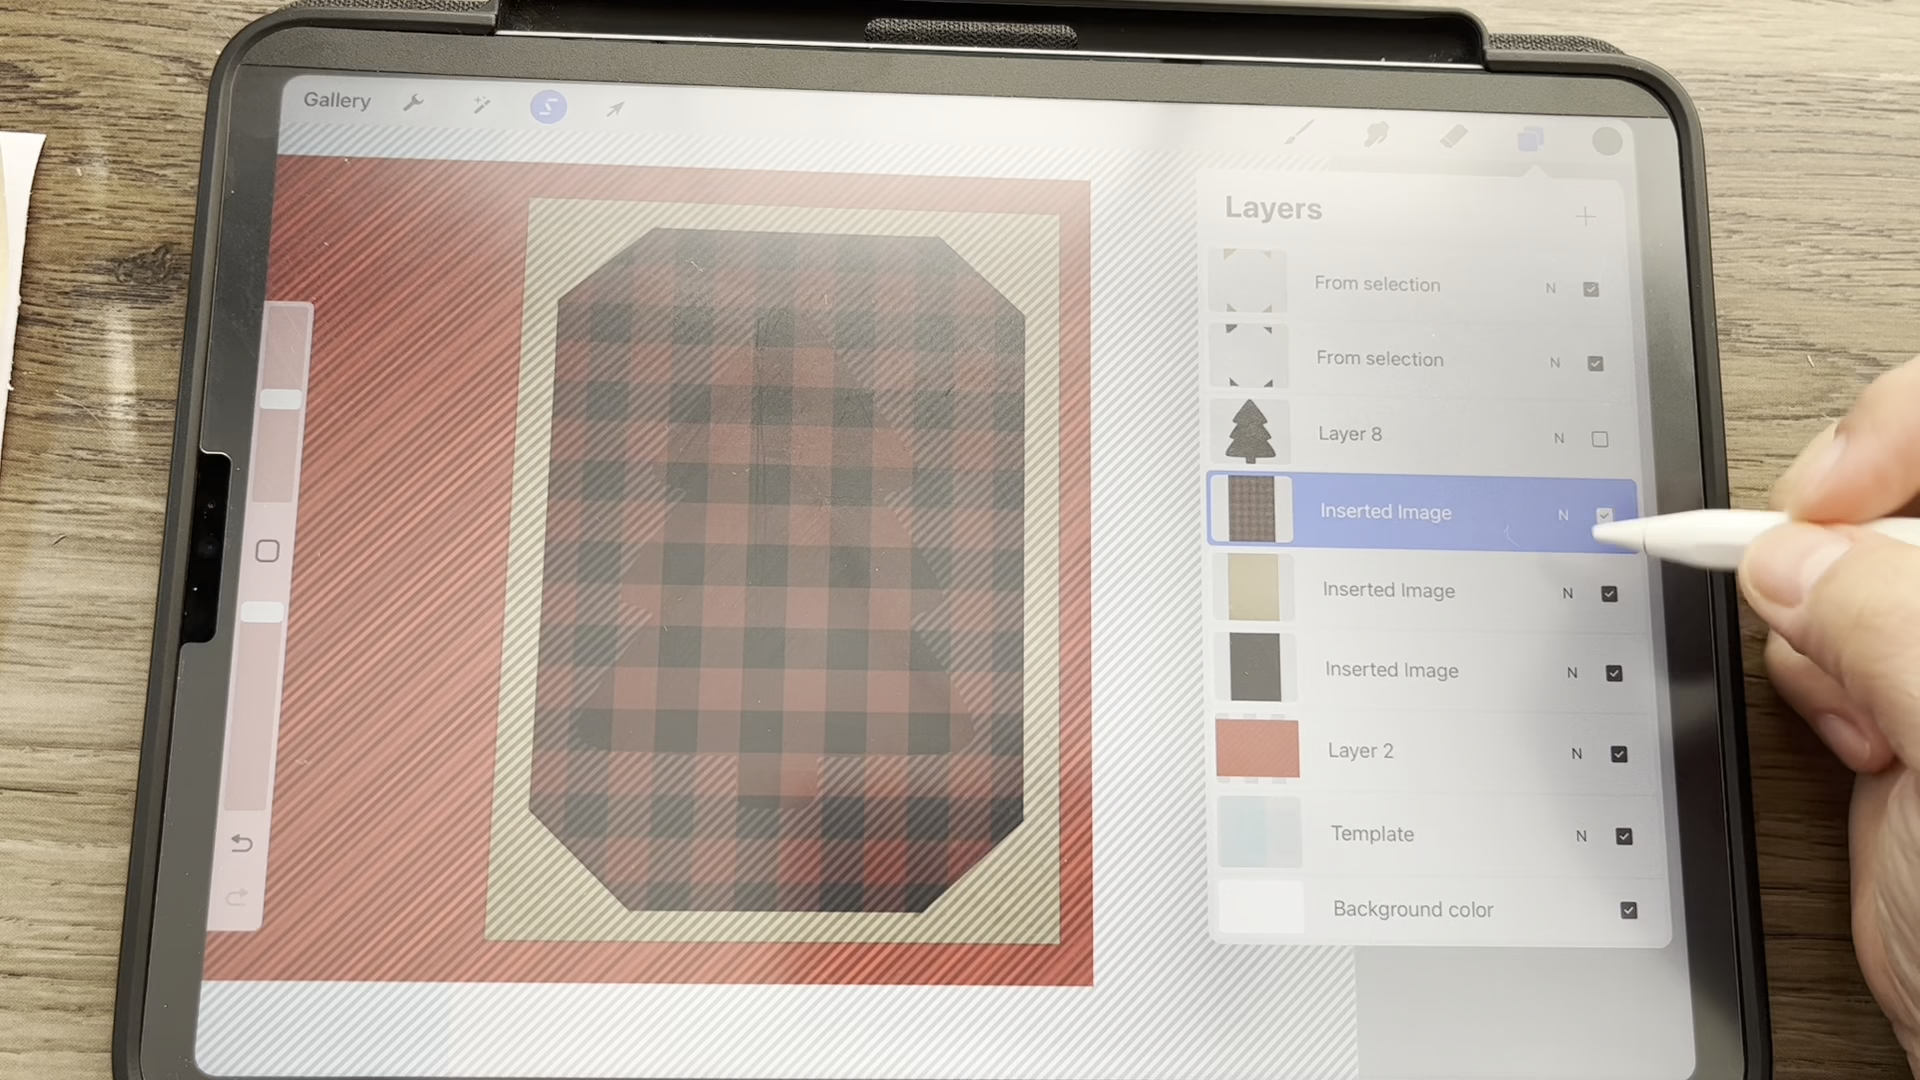 Gallery
Layers
From selection N
From selection N
Layer 8 N
Inserted Image N
Inserted Image N
Inserted Image N
Layer 2 N
Template N
Background color